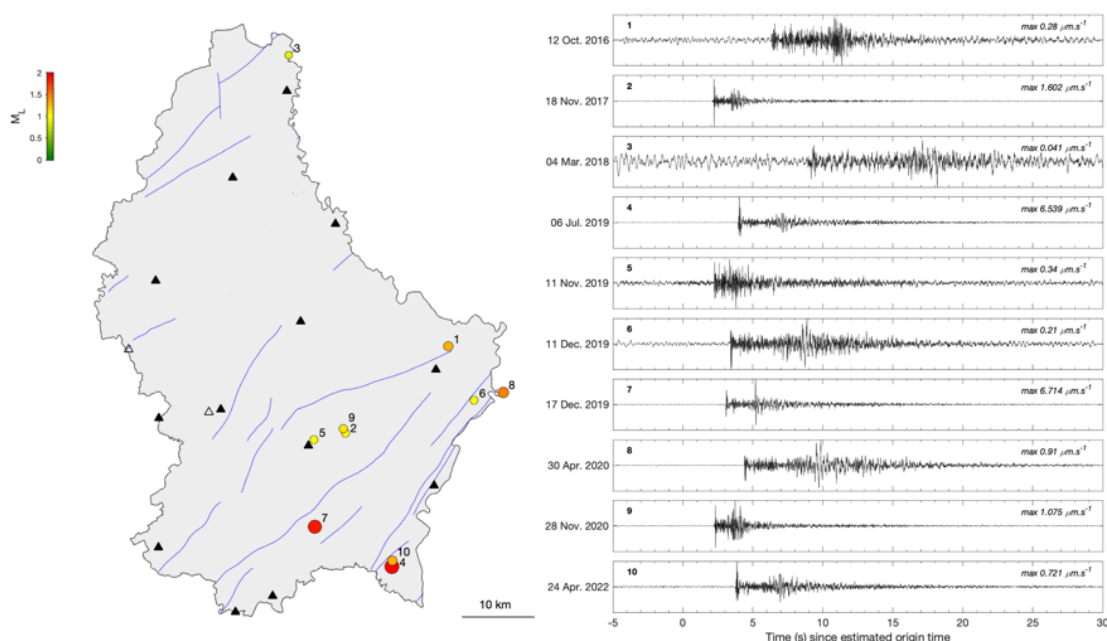 3
2
1.5
1
0.5
0
M_L
1
6
8
9
2
5
7
10
4
10 km
1
max 0.28 μm.s⁻¹
12 Oct. 2016
2
max 1.602 μm.s⁻¹
18 Nov. 2017
3
max 0.041 μm.s⁻¹
04 Mar. 2018
4
max 6.539 μm.s⁻¹
06 Jul. 2019
5
max 0.34 μm.s⁻¹
11 Nov. 2019
6
max 0.21 μm.s⁻¹
11 Dec. 2019
7
max 6.714 μm.s⁻¹
17 Dec. 2019
8
max 0.91 μm.s⁻¹
30 Apr. 2020
9
max 1.075 μm.s⁻¹
28 Nov. 2020
10
max 0.721 μm.s⁻¹
24 Apr. 2022
-5 0 5 10 15 20 25 30
Time (s) since estimated origin time